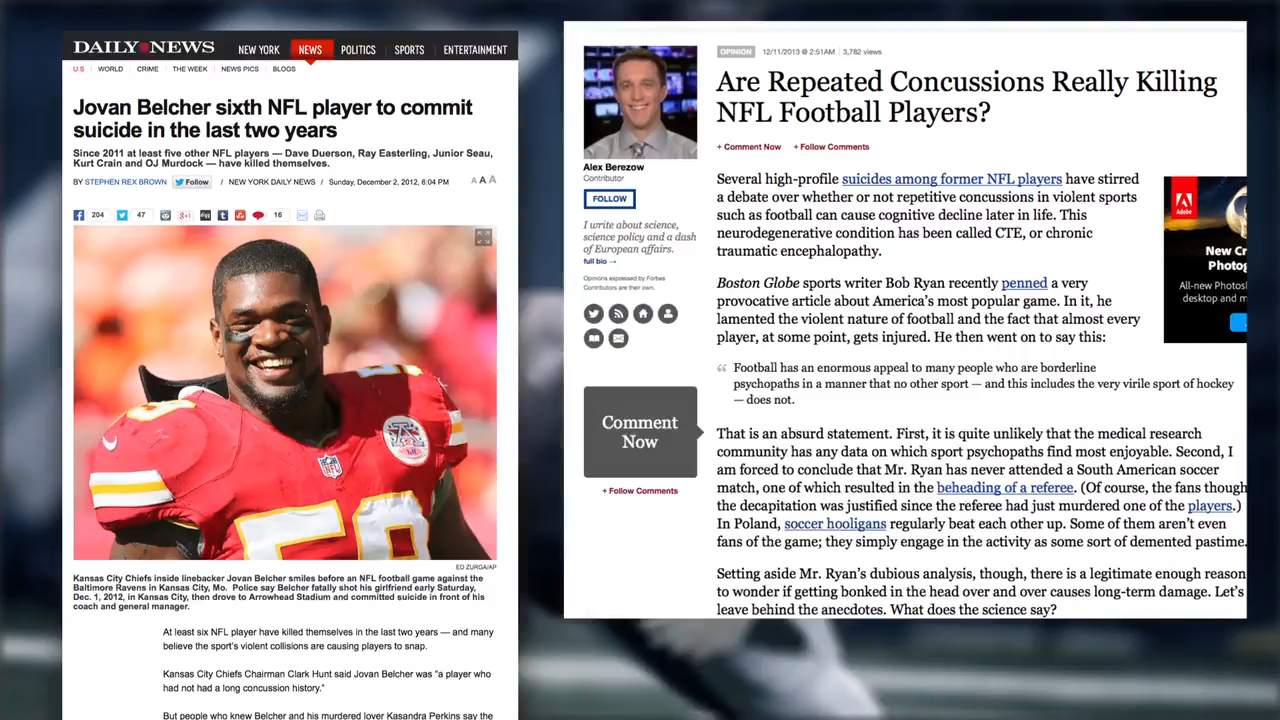 DAILY NEWS
NEW YORK NEWS POLITICS SPORTS ENTERTAINMENT
U.S WORLD CRIME THE WEEK NEWS PICS BLOGS
Jovan Belcher sixth NFL player to commit
suicide in the last two years
Since 2011 at least five other NFL players — Dave Duerson, Ray Easterling, Junior Seau,
Kurt Crain and OJ Murdock — have killed themselves.
BY STEPHEN REX BROWN Follow / NEW YORK DAILY NEWS / Sunday, December 2, 2012, 6:04 PM A A A
204 47 0 16
NFL
ED ZURGA/AP
Kansas City Chiefs inside linebacker Jovan Belcher smiles before an NFL football game against the
Baltimore Ravens in Kansas City, Mo. Police say Belcher fatally shot his girlfriend early Saturday,
Dec. 1, 2012, in Kansas City, then drove to Arrowhead Stadium and committed suicide in front of his
coach and general manager.
At least six NFL player have killed themselves in the last two years — and many
believe the sport's violent collisions are causing players to snap.
Kansas City Chiefs Chairman Clark Hunt said Jovan Belcher was "a player who
had not had a long concussion history."
But people who knew Belcher and his murdered lover Kasandra Perkins say the
Alex Berezow
Contributor
FOLLOW
I write about science,
science policy and a dash
of European affairs.
full bio →
Opinions expressed by Forbes
Contributors are their own.
Comment
Now
+ Follow Comments
OPINION 12/11/2013 @ 2:51AM 3,782 views
Are Repeated Concussions Really Killing
NFL Football Players?
+ Comment Now + Follow Comments
Several high-profile suicides among former NFL players have stirred
a debate over whether or not repetitive concussions in violent sports
such as football can cause cognitive decline later in life. This
neurodegenerative condition has been called CTE, or chronic
traumatic encephalopathy.
Boston Globe sports writer Bob Ryan recently penned a very
provocative article about America's most popular game. In it, he
lamented the violent nature of football and the fact that almost every
player, at some point, gets injured. He then went on to say this:
“ Football has an enormous appeal to many people who are borderline
psychopaths in a manner that no other sport — and this includes the very virile sport of hockey
— does not.
That is an absurd statement. First, it is quite unlikely that the medical research
community has any data on which sport psychopaths find most enjoyable. Second, I
am forced to conclude that Mr. Ryan has never attended a South American soccer
match, one of which resulted in the beheading of a referee. (Of course, the fans though
the decapitation was justified since the referee had just murdered one of the players.)
In Poland, soccer hooligans regularly beat each other up. Some of them aren't even
fans of the game; they simply engage in the activity as some sort of demented pastime.
Setting aside Mr. Ryan's dubious analysis, though, there is a legitimate enough reason
to wonder if getting bonked in the head over and over causes long-term damage. Let's
leave behind the anecdotes. What does the science say?
Adobe
New Cr
Photog
All-new Photosh
desktop and m